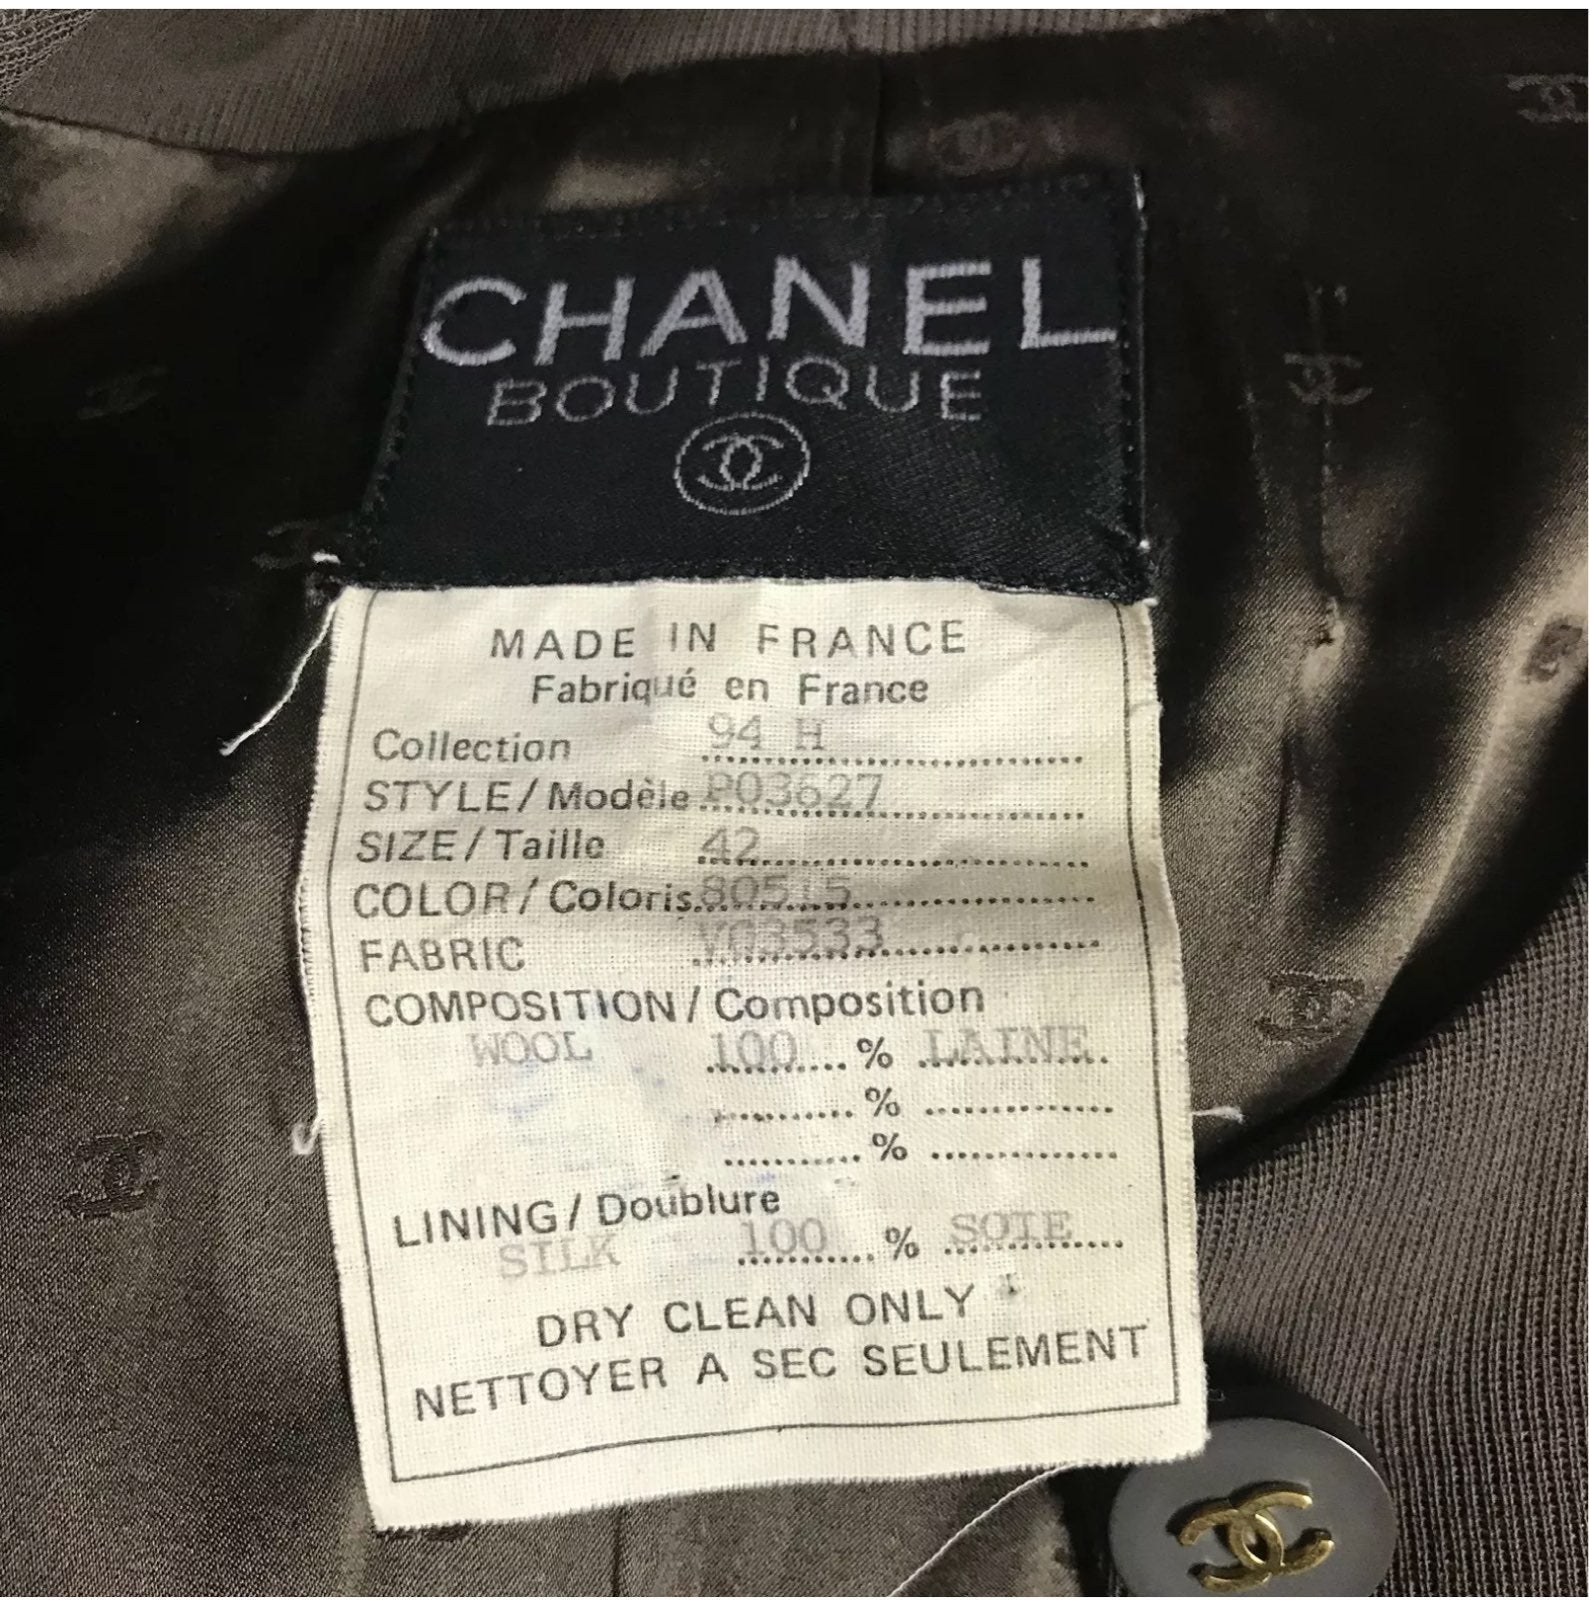 CHANEL
BOUTIQUE
MADE IN FRANCE
Fabriqué en France
Collection 94 H
STYLE/Modèle P03627
SIZE/Taille 42
COLOR/Coloris 80515
FABRIC V03533
COMPOSITION/Composition
WOOL 100 % LAINE
%
%
LINING/Doublure
SILK 100 % SOIE
DRY CLEAN ONLY
NETTOYER A SEC SEULEMENT